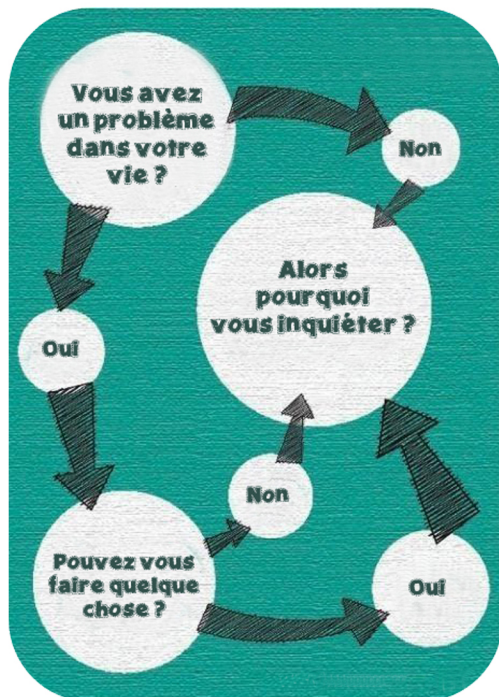 Vous avez
un problème
dans votre
vie ?
Non
Alors
pourquoi
vous inquiéter ?
Oui
Non
Pouvez vous
faire quelque
chose ?
Oui